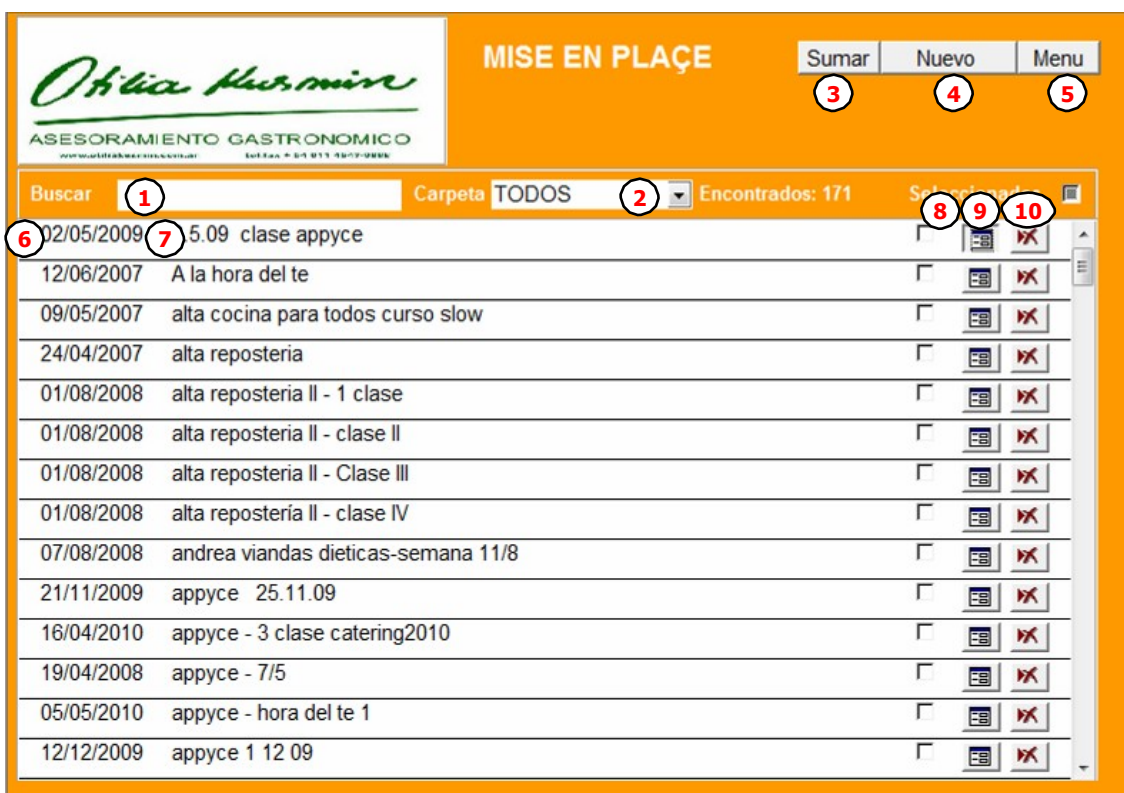 Otilia Kusmin
MISE EN PLAÇE
Sumar Nuevo Menu
3 4 5
ASESORAMIENTO GASTRONOMICO
Buscar 1 Carpeta TODOS 2 Encontrados: 171
8 9 10
6 02/05/2009 7 .5.09 clase appyce
12/06/2007 A la hora del te
09/05/2007 alta cocina para todos curso slow
24/04/2007 alta reposteria
01/08/2008 alta reposteria II - 1 clase
01/08/2008 alta reposteria II - clase II
01/08/2008 alta reposteria II - Clase III
01/08/2008 alta repostería II - clase IV
07/08/2008 andrea viandas dieticas-semana 11/8
21/11/2009 appyce 25.11.09
16/04/2010 appyce - 3 clase catering2010
19/04/2008 appyce - 7/5
05/05/2010 appyce - hora del te 1
12/12/2009 appyce 1 12 09